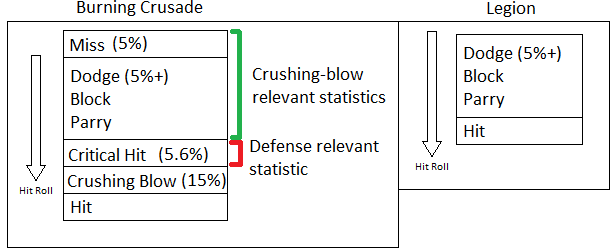 Burning Crusade
Miss (5%)
Dodge (5%+)
Block
Parry
Critical Hit (5.6%)
Crushing Blow (15%)
Hit
Hit Roll
Crushing-blow
relevant statistics
Defense relevant
statistic
Legion
Dodge (5%+)
Block
Parry
Hit
Hit Roll